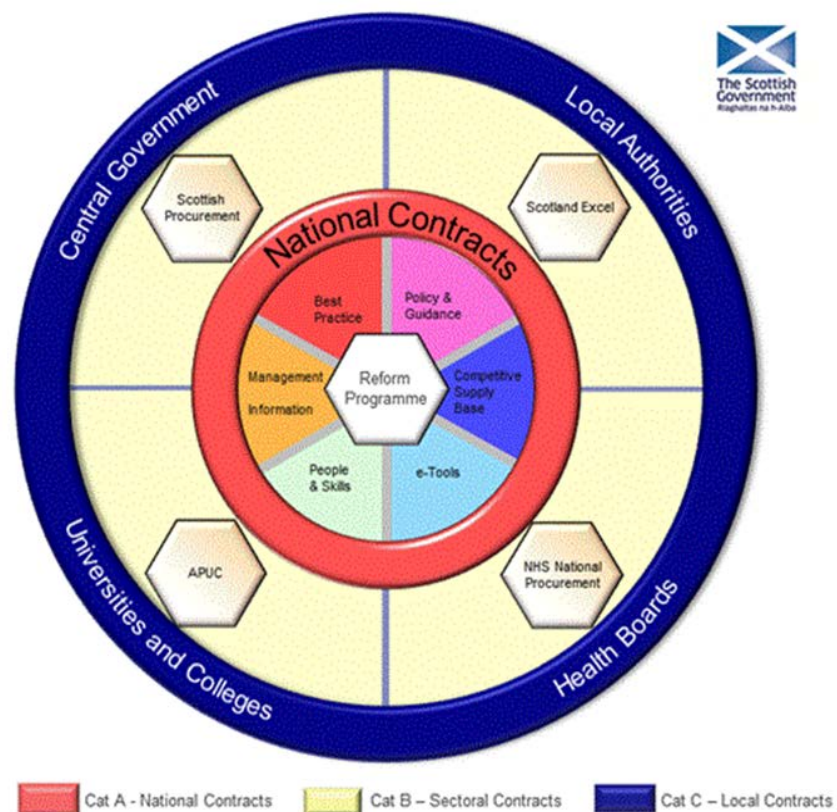 The Scottish
Government
Riaghaltas na h-Alba
Central Government
Local Authorities
Scottish
Procurement
Scotland Excel
National Contracts
Best
Practice
Policy &
Guidance
Management
Information
Reform
Programme
Competitive
Supply
Base
People
& Skills
e-Tools
APUC
NHS National
Procurement
Universities and Colleges
Health Boards
Cat A - National Contracts
Cat B – Sectoral Contracts
Cat C – Local Contracts